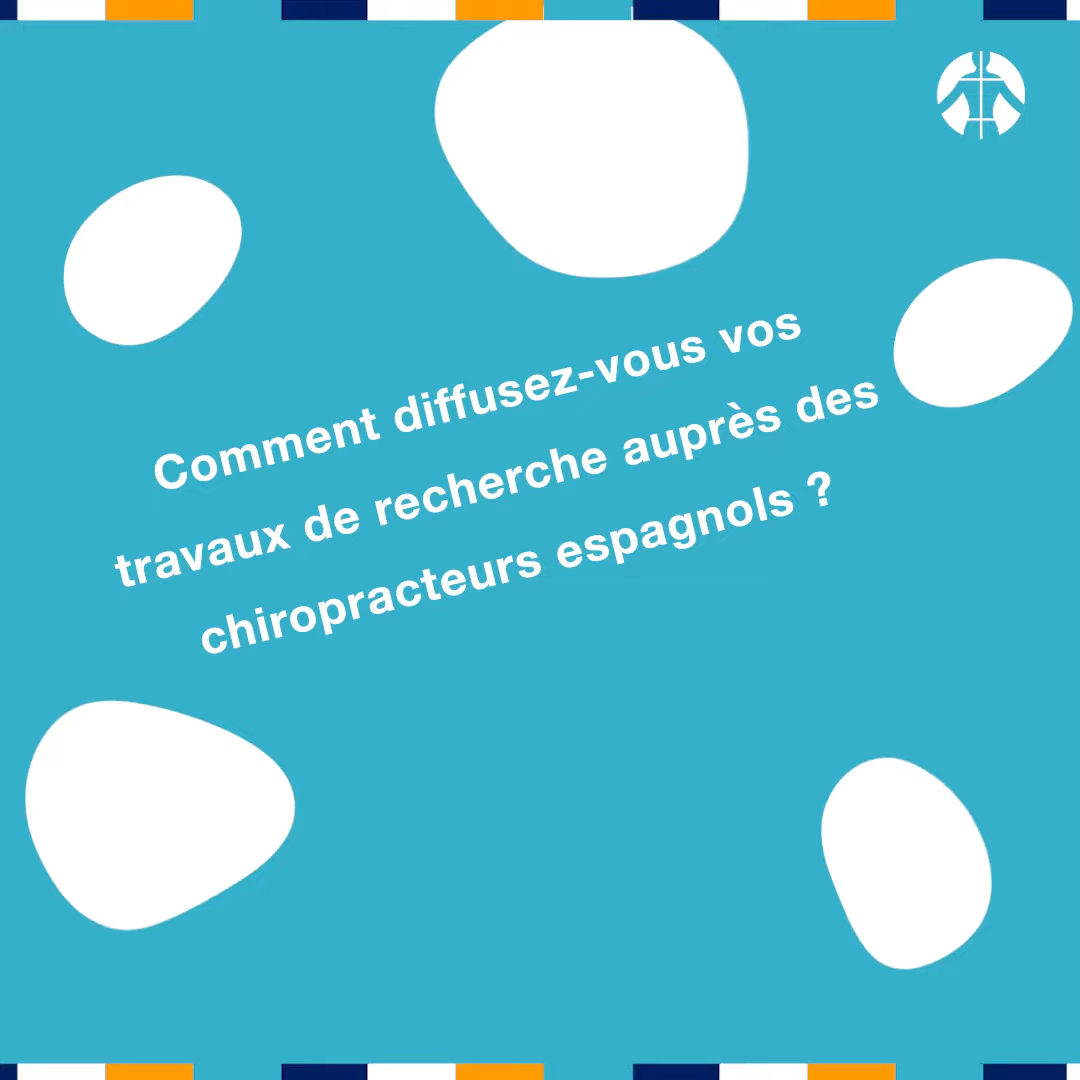 Comment diffusez-vous vos
travaux de recherche auprès des
chiropracteurs espagnols ?